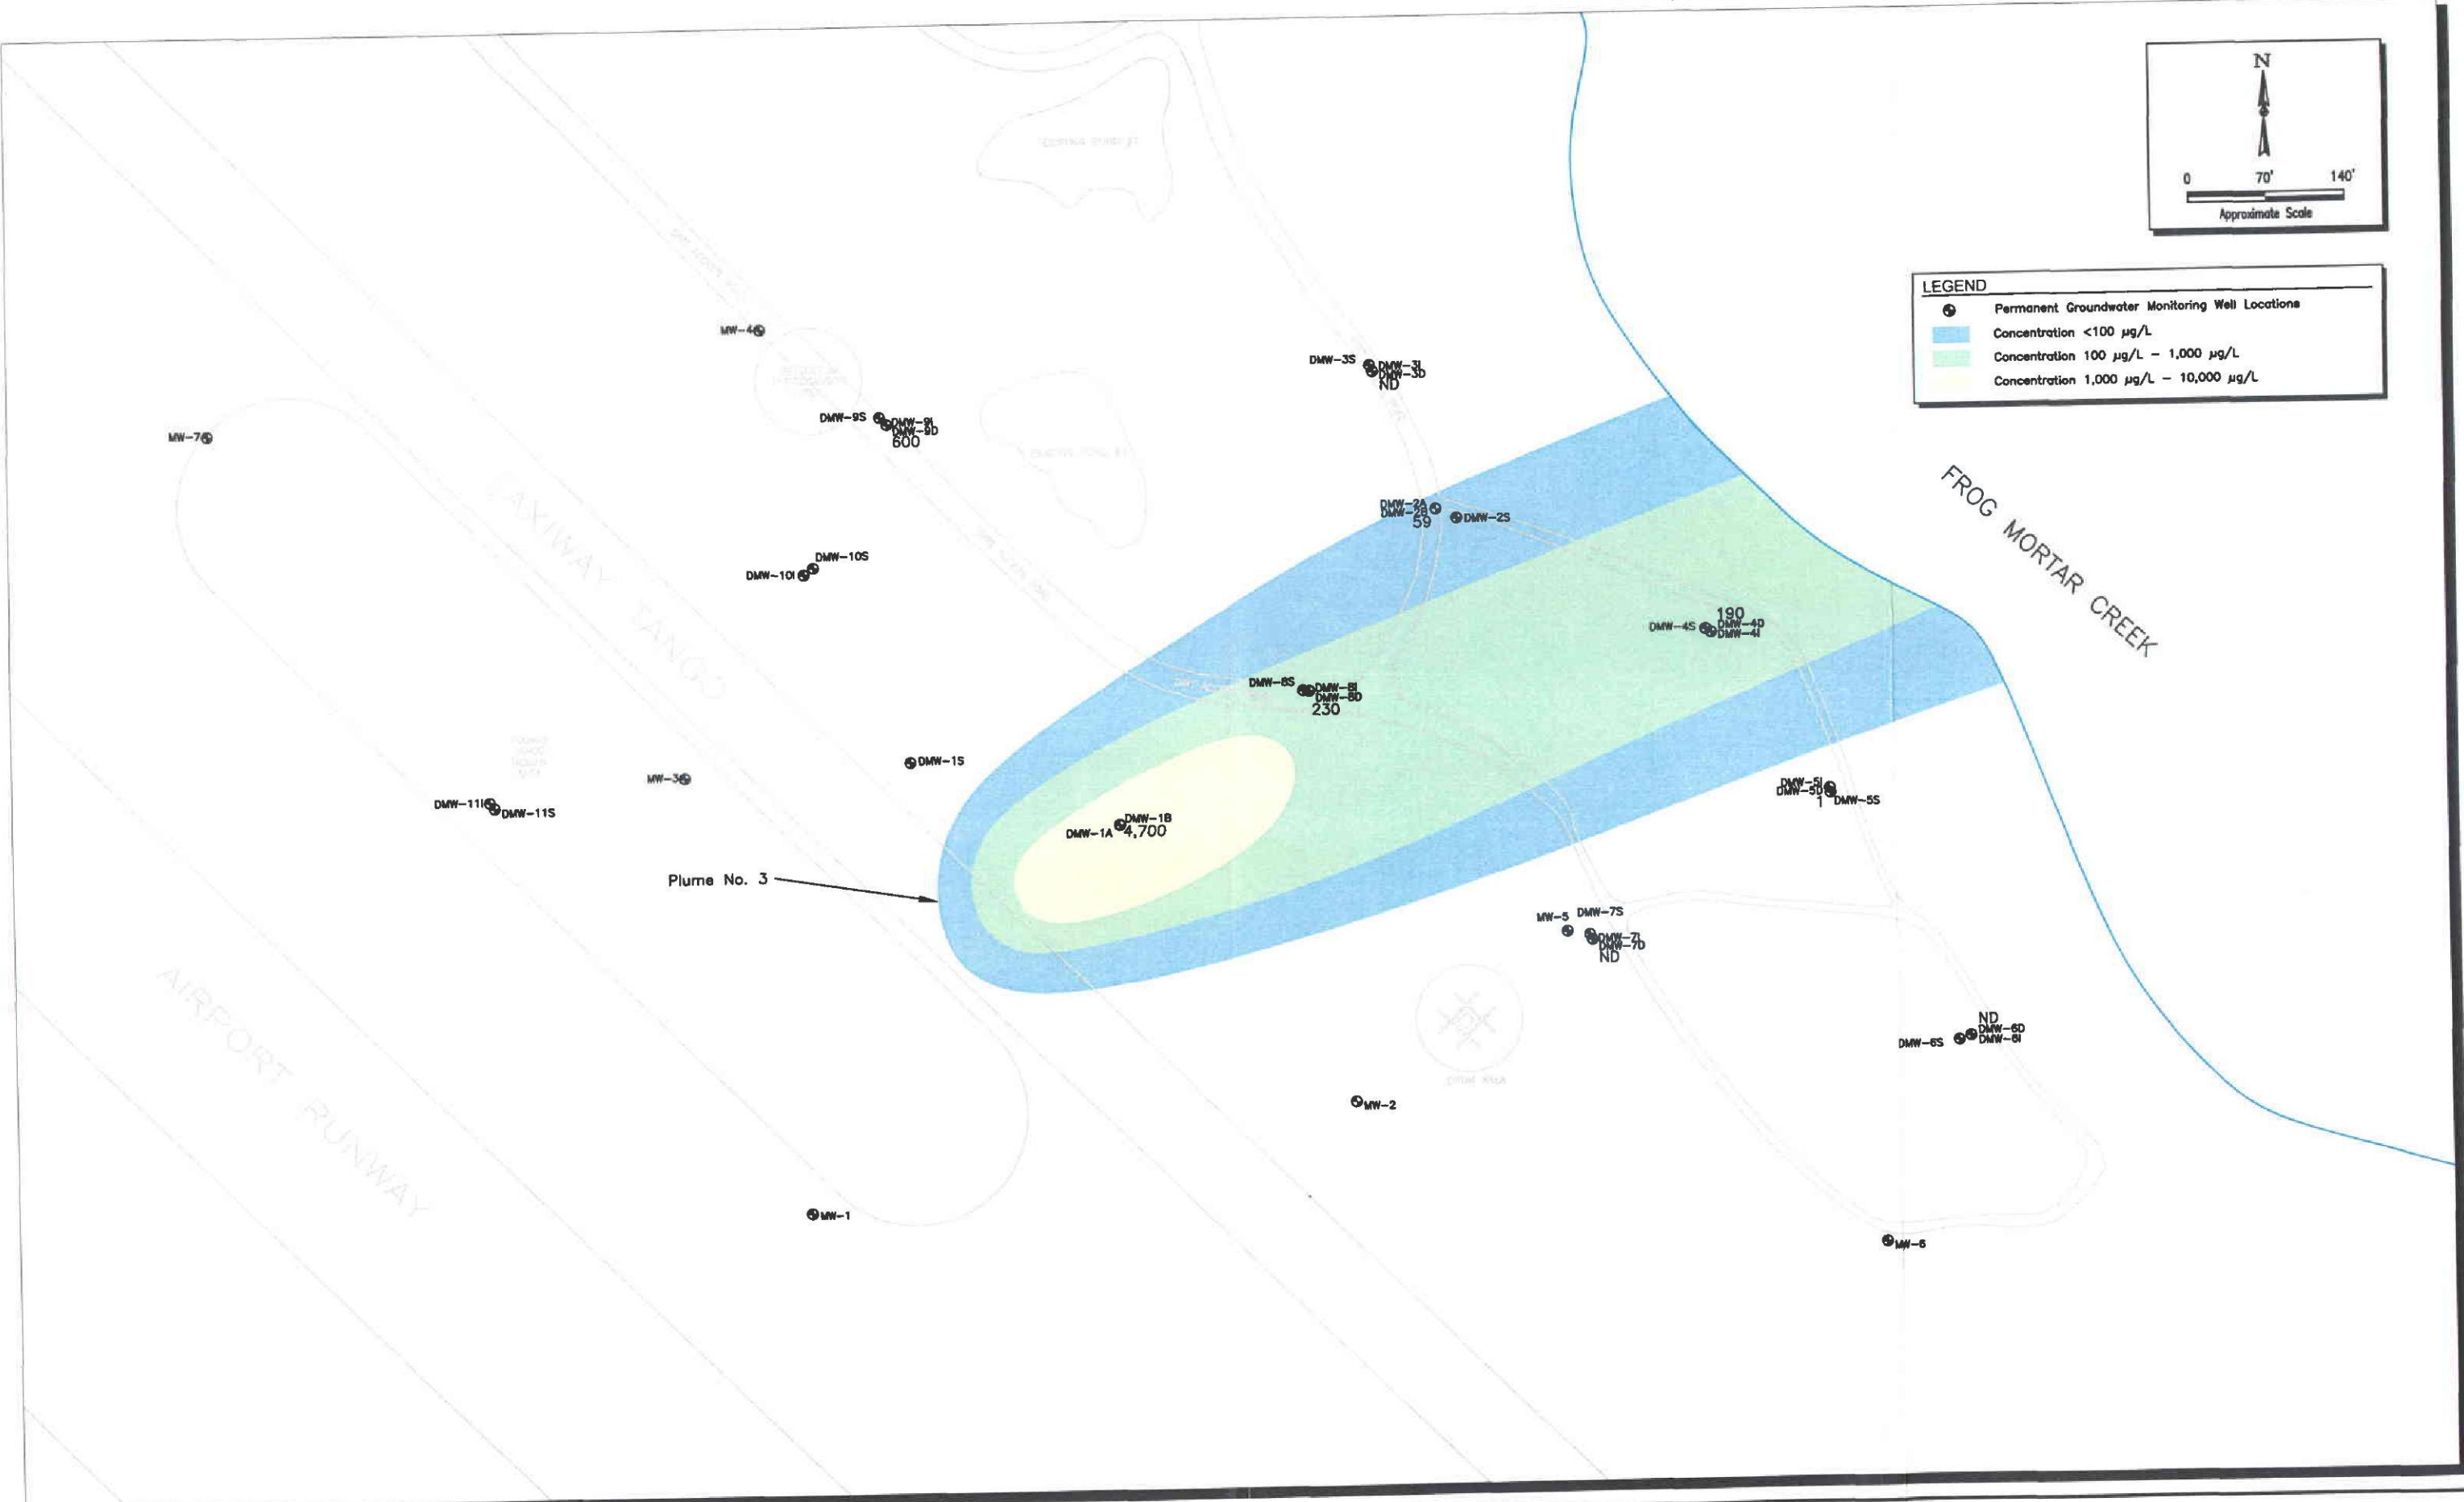 N
0 70' 140'
Approximate Scale
LEGEND
Permanent Groundwater Monitoring Well Locations
Concentration <100 µg/L
Concentration 100 µg/L – 1,000 µg/L
Concentration 1,000 µg/L – 10,000 µg/L
MW-4
DMW-3S
DMW-3I
DMW-3D
ND
DMW-9S
DMW-9I
DMW-9D
600
MW-7
FROG MORTAR CREEK
TAXIWAY TANGO
DMW-2A
DMW-2B
59
DMW-2S
DMW-10S
DMW-10I
190
DMW-4S
DMW-4D
DMW-4I
DMW-8S
DMW-8I
DMW-8D
230
DMW-1S
MW-3
DMW-11I
DMW-11S
DMW-5I
DMW-5D
1
DMW-5S
DMW-1B
DMW-1A
4,700
Plume No. 3
MW-5
DMW-7S
DMW-7I
DMW-7D
ND
AIRPORT RUNWAY
ND
DMW-6D
DMW-6S
DMW-6I
MW-2
MW-1
MW-6